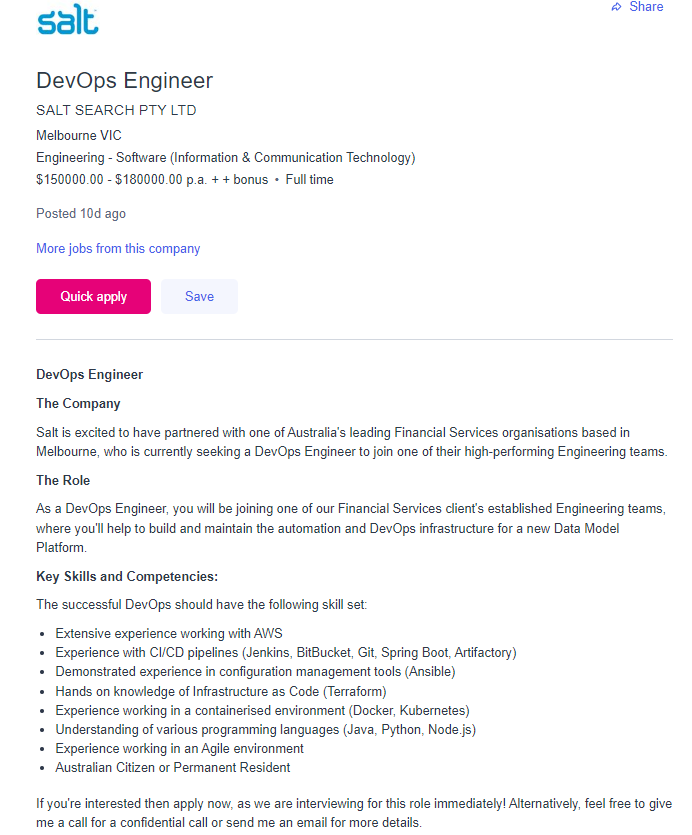 salt
Share
DevOps Engineer
SALT SEARCH PTY LTD
Melbourne VIC
Engineering - Software (Information & Communication Technology)
$150000.00 - $180000.00 p.a. + + bonus • Full time
Posted 10d ago
More jobs from this company
Quick apply
Save
DevOps Engineer
The Company
Salt is excited to have partnered with one of Australia's leading Financial Services organisations based in
Melbourne, who is currently seeking a DevOps Engineer to join one of their high-performing Engineering teams.
The Role
As a DevOps Engineer, you will be joining one of our Financial Services client's established Engineering teams,
where you'll help to build and maintain the automation and DevOps infrastructure for a new Data Model
Platform.
Key Skills and Competencies:
The successful DevOps should have the following skill set:
• Extensive experience working with AWS
• Experience with CI/CD pipelines (Jenkins, BitBucket, Git, Spring Boot, Artifactory)
• Demonstrated experience in configuration management tools (Ansible)
• Hands on knowledge of Infrastructure as Code (Terraform)
• Experience working in a containerised environment (Docker, Kubernetes)
• Understanding of various programming languages (Java, Python, Node.js)
• Experience working in an Agile environment
• Australian Citizen or Permanent Resident
If you're interested then apply now, as we are interviewing for this role immediately! Alternatively, feel free to give
me a call for a confidential call or send me an email for more details.